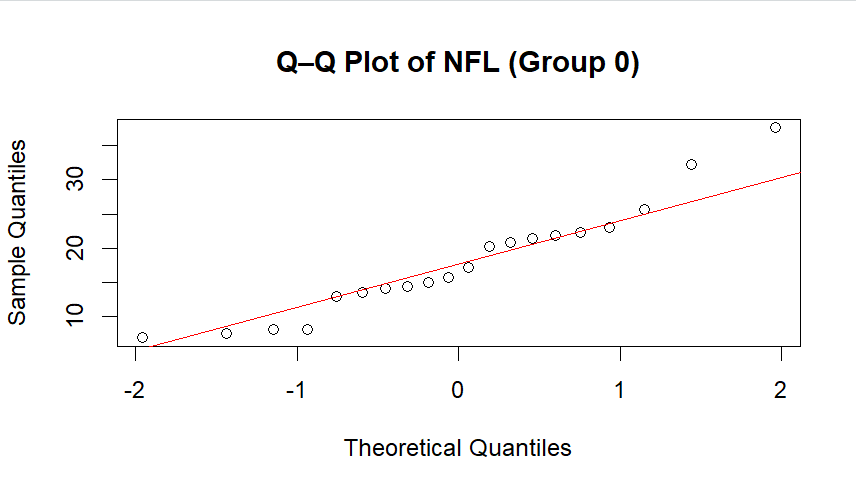 Q–Q Plot of NFL (Group 0)
Sample Quantiles
30
20
10
-2 -1 0 1 2
Theoretical Quantiles